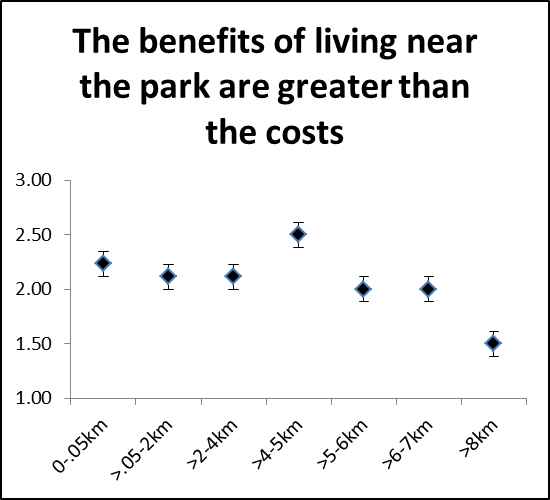 The benefits of living near
the park are greater than
the costs
3.00
2.50
2.00
1.50
1.00
0-.05km
>.05-2km
>2-4km
>4-5km
>5-6km
>6-7km
>8km